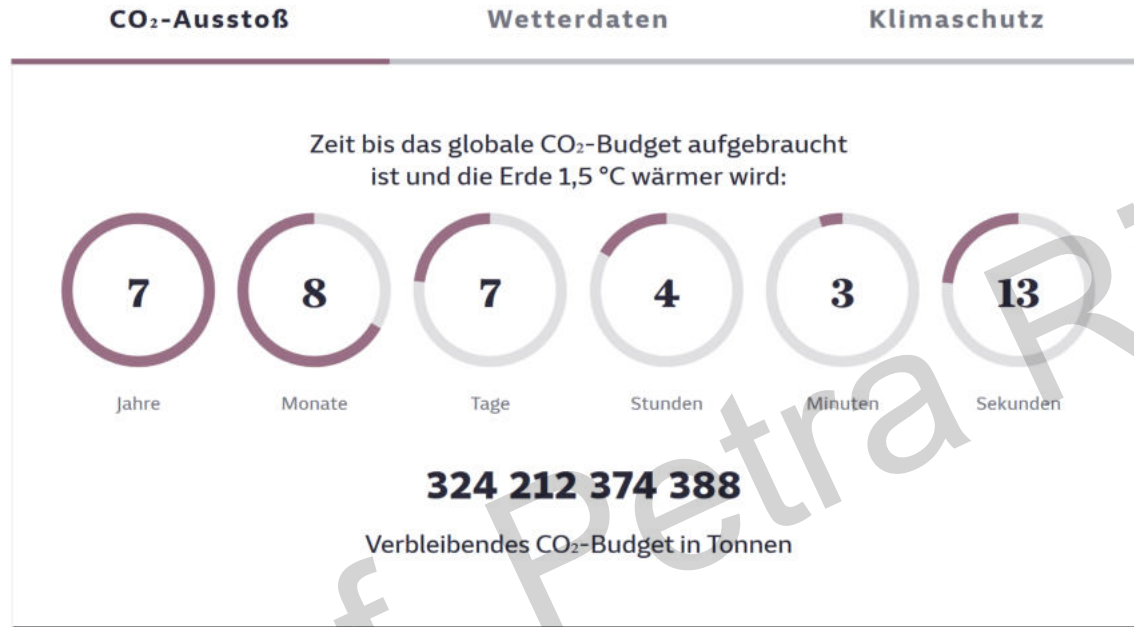 CO₂-Ausstoß Wetterdaten Klimaschutz
Zeit bis das globale CO₂-Budget aufgebraucht
ist und die Erde 1,5 °C wärmer wird:
7 8 7 4 3 13
Jahre Monate Tage Stunden Minuten Sekunden
324 212 374 388
Verbleibendes CO₂-Budget in Tonnen
Petra